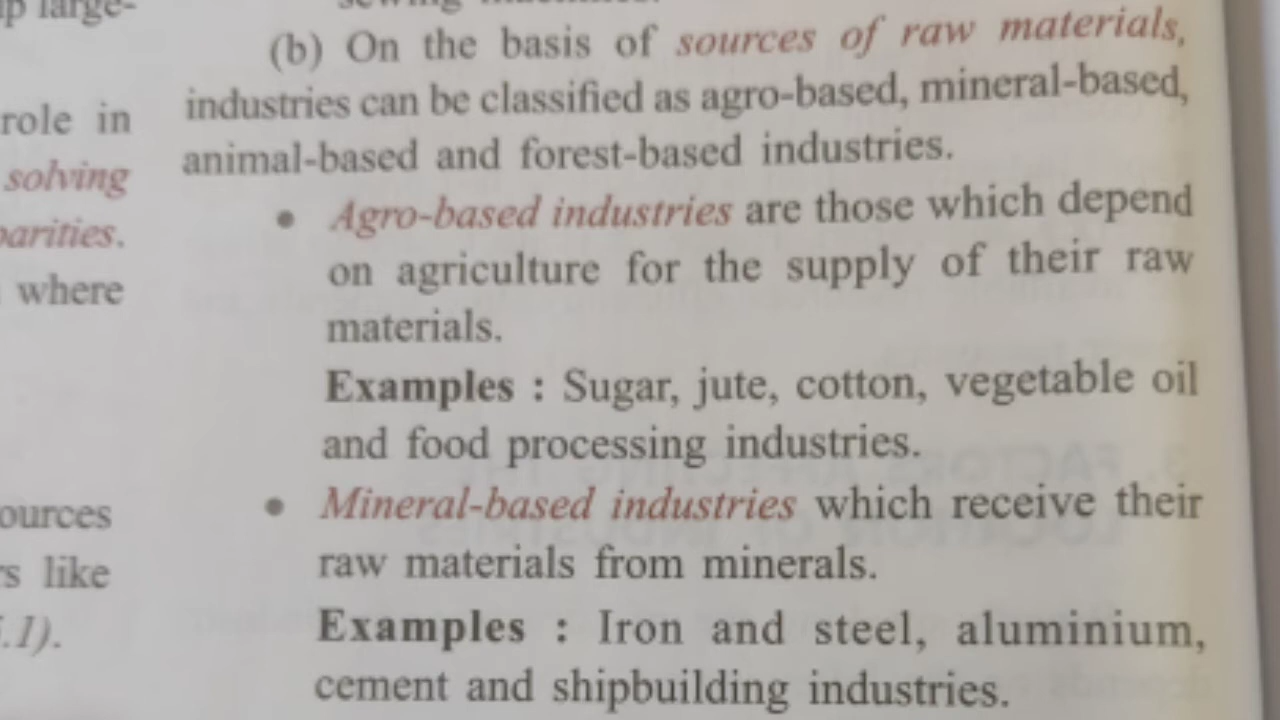 role in
solving
where
like
(b) On the basis of sources of raw materials,
industries can be classified as agro-based, mineral-based,
animal-based and forest-based industries.
• Agro-based industries are those which depend
on agriculture for the supply of their raw
materials.
Examples : Sugar, jute, cotton, vegetable oil
and food processing industries.
• Mineral-based industries which receive their
raw materials from minerals.
Examples : Iron and steel, aluminium,
cement and shipbuilding industries.